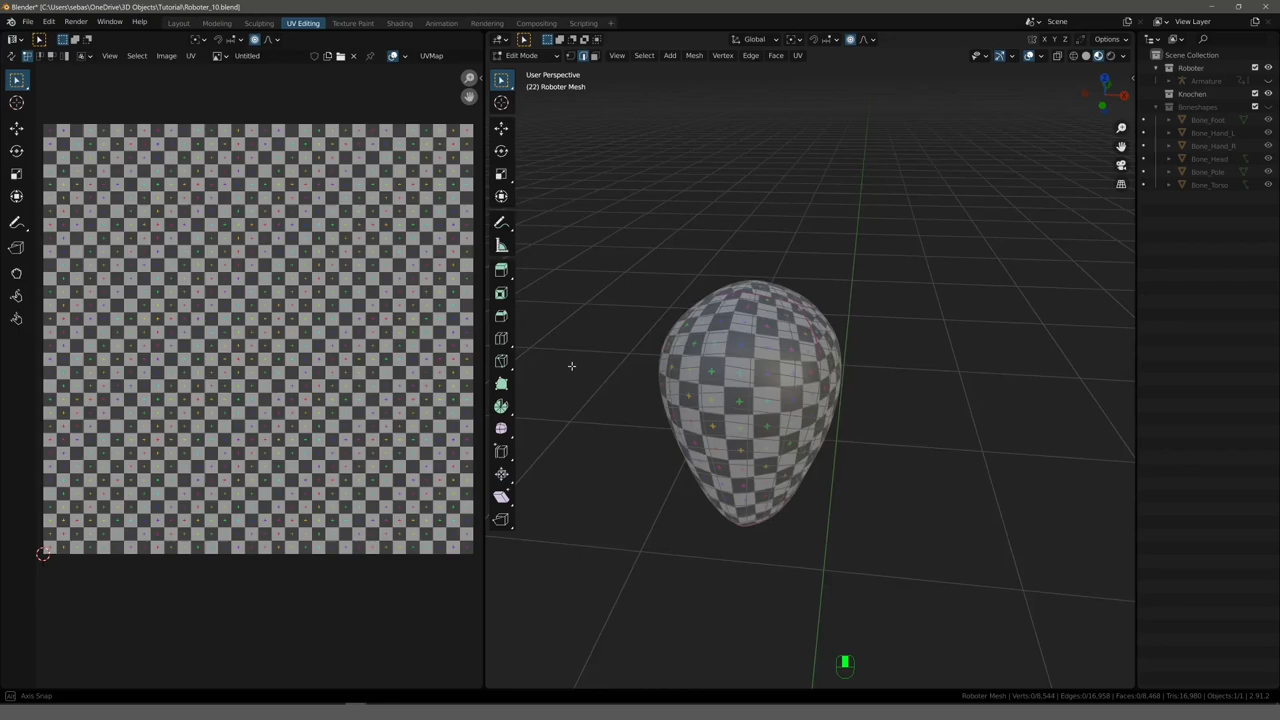 Blender* [C:\Users\sebas\OneDrive\3D Objects\Tutorial\Roboter_10.blend]
File Edit Render Window Help Layout Modeling Sculpting UV Editing Texture Paint Shading Animation Rendering Compositing Scripting + Scene View Layer
Global Options
View Select Image UV Untitled UVMap Edit Mode View Select Add Mesh Vertex Edge Face UV X Y Z
User Perspective
(22) Roboter Mesh
Scene Collection
Roboter
Armature
Knochen
Boneshapes
Bone_Foot
Bone_Hand_L
Bone_Hand_R
Bone_Head
Bone_Pole
Bone_Torso
Alt Axis Snap
Roboter Mesh | Verts:0/8,544 | Edges:0/16,958 | Faces:0/8,468 | Tris:16,980 | Objects:1/1 | 2.91.2